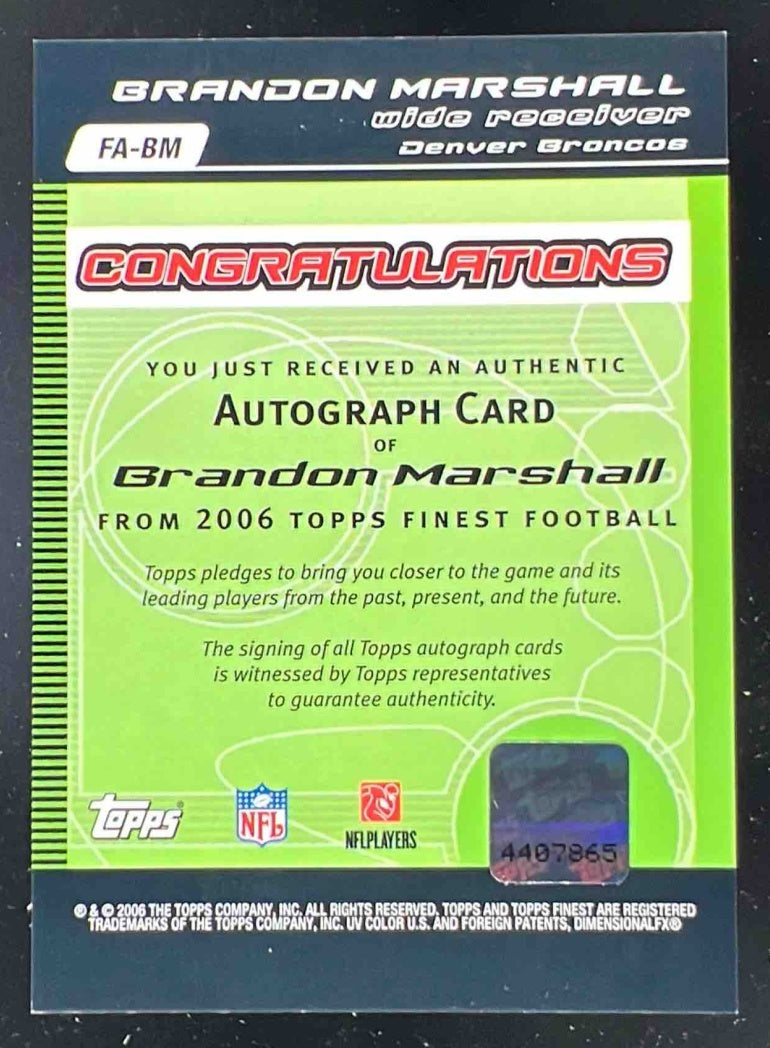 BRANDON MARSHALL
wide receiver
Denver Broncos
FA-BM
CONGRATULATIONS
YOU JUST RECEIVED AN AUTHENTIC
AUTOGRAPH CARD
OF
Brandon Marshall
FROM 2006 TOPPS FINEST FOOTBALL
Topps pledges to bring you closer to the game and its
leading players from the past, present, and the future.
The signing of all Topps autograph cards
is witnessed by Topps representatives
to guarantee authenticity.
topps®
NFL
NFLPLAYERS
4407865
® & © 2006 THE TOPPS COMPANY, INC. ALL RIGHTS RESERVED. TOPPS AND TOPPS FINEST ARE REGISTERED
TRADEMARKS OF THE TOPPS COMPANY, INC. UV COLOR U.S. AND FOREIGN PATENTS, DIMENSIONALFX®